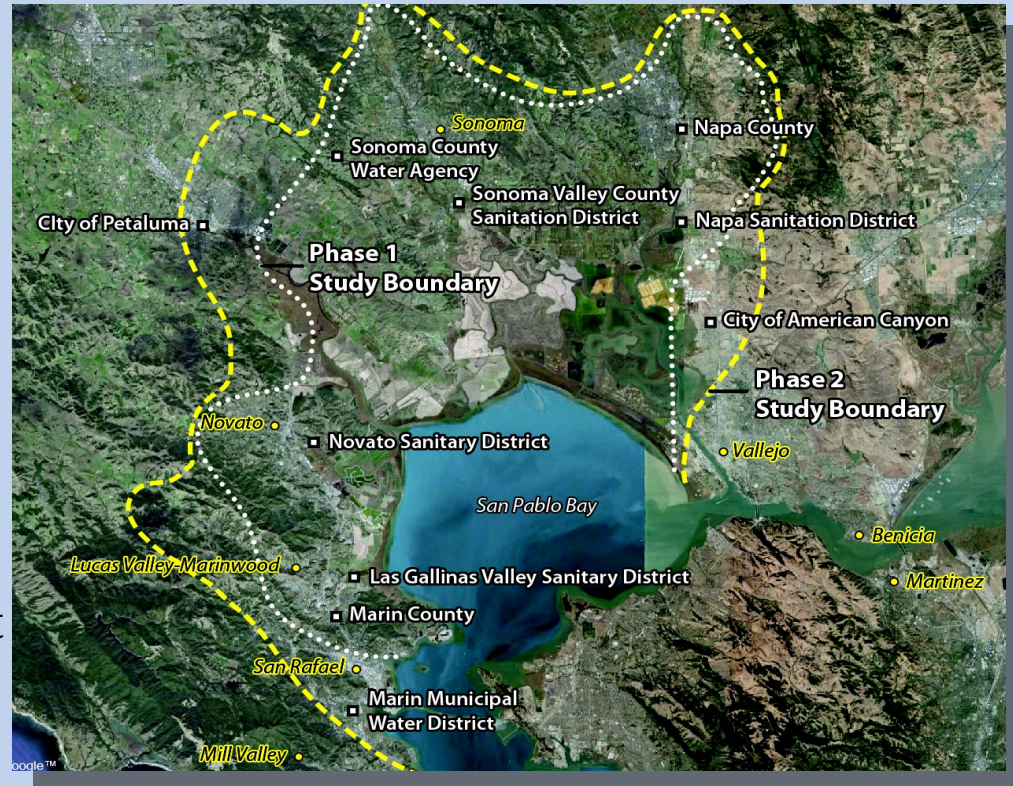 Sonoma
Napa County
Sonoma County
Water Agency
Sonoma Valley County
Sanitation District
CIty of Petaluma
Napa Sanitation District
Phase 1
Study Boundary
City of American Canyon
Phase 2
Study Boundary
Novato
Novato Sanitary District
Vallejo
San Pablo Bay
Benicia
Lucas Valley-Marinwood
Las Gallinas Valley Sanitary District
Martinez
Marin County
San Rafael
Marin Municipal
Water District
Mill Valley
oogle™